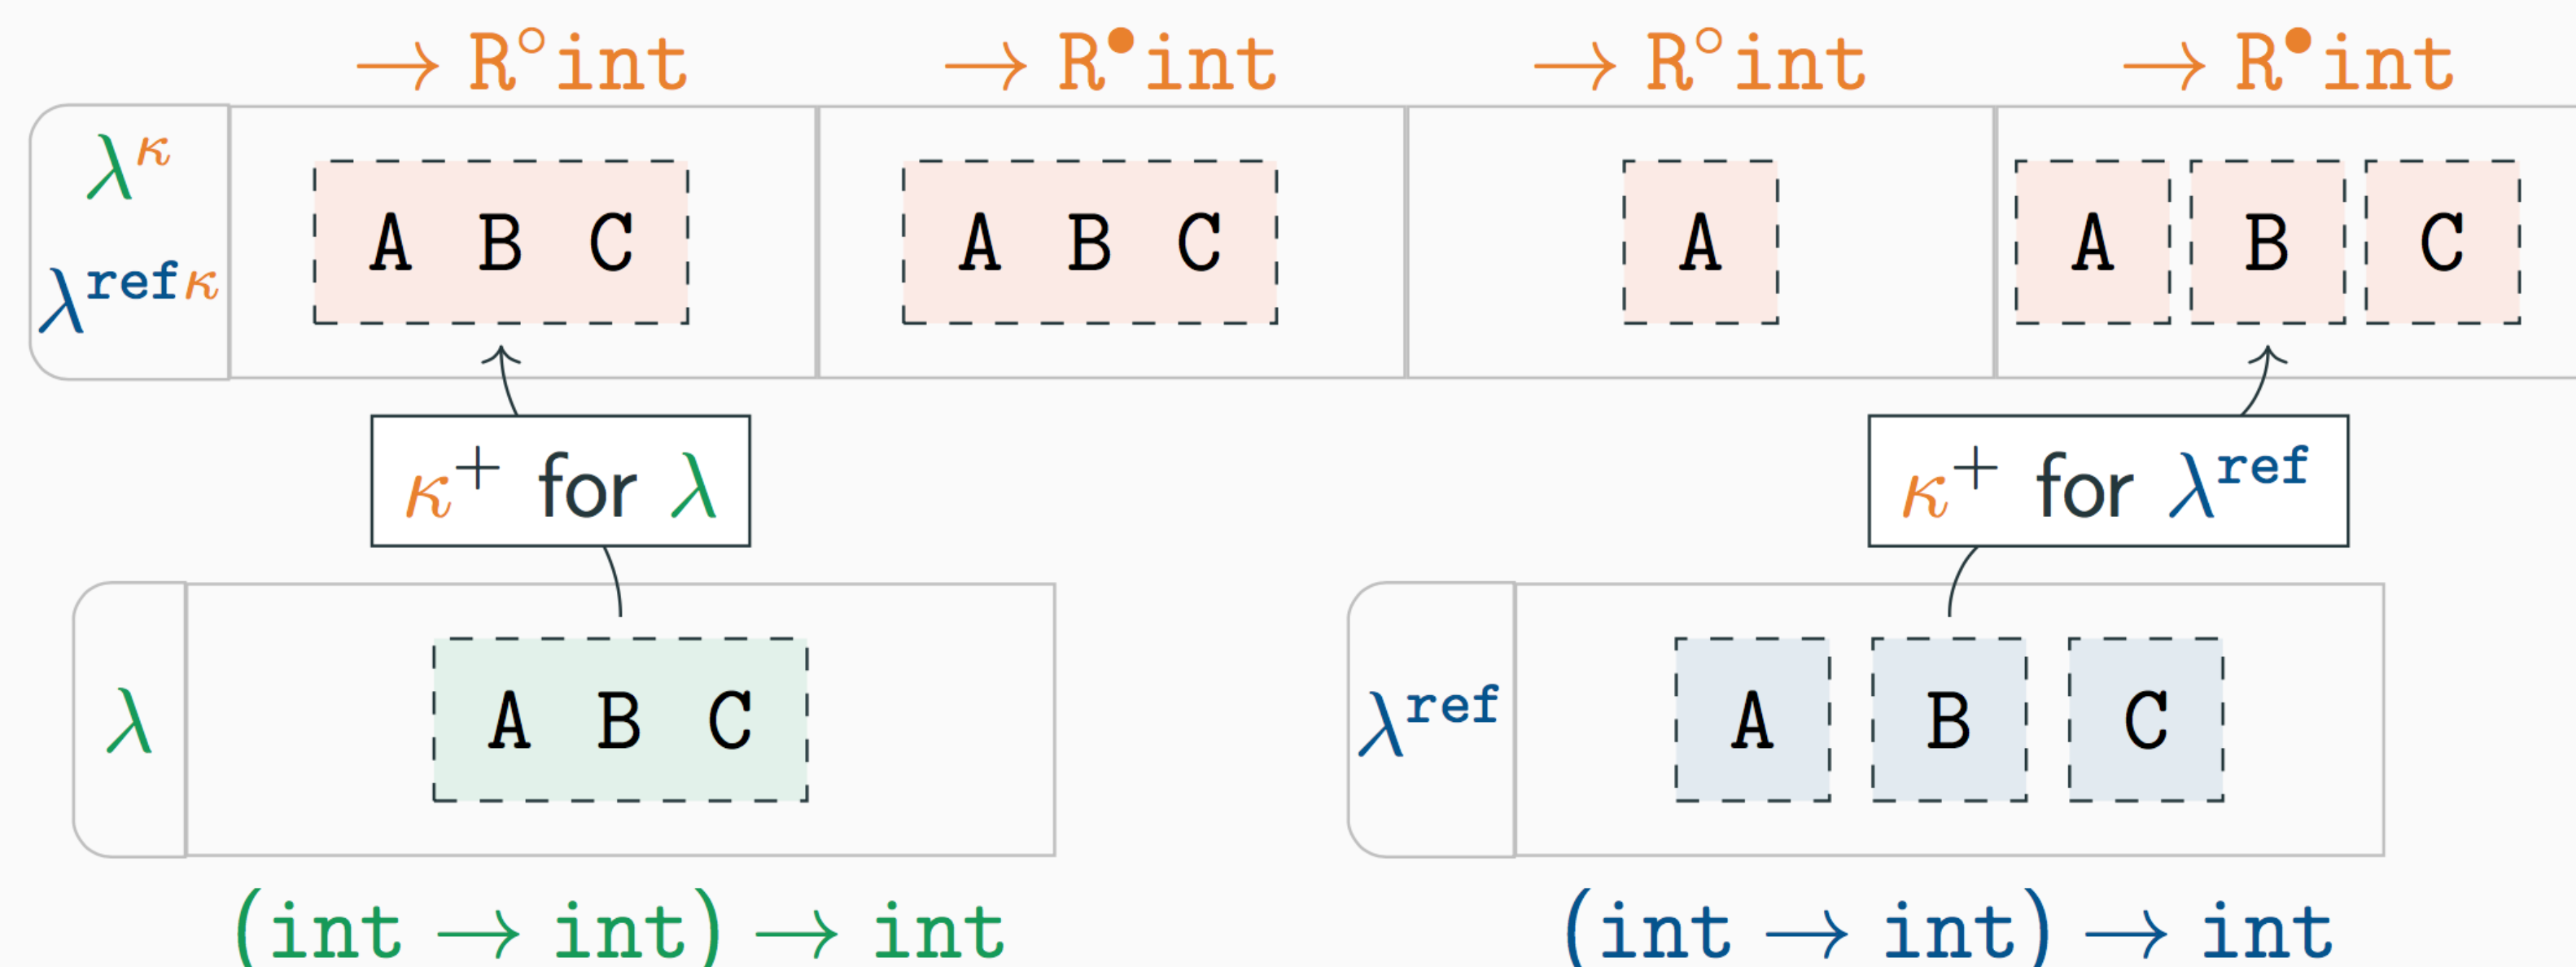 → R°int → R•int → R°int → R•int
λ^κ
A B C A B C A A B C
λ^refκ
κ⁺ for λ κ⁺ for λ^ref
λ A B C λ^ref A B C
(int → int) → int (int → int) → int